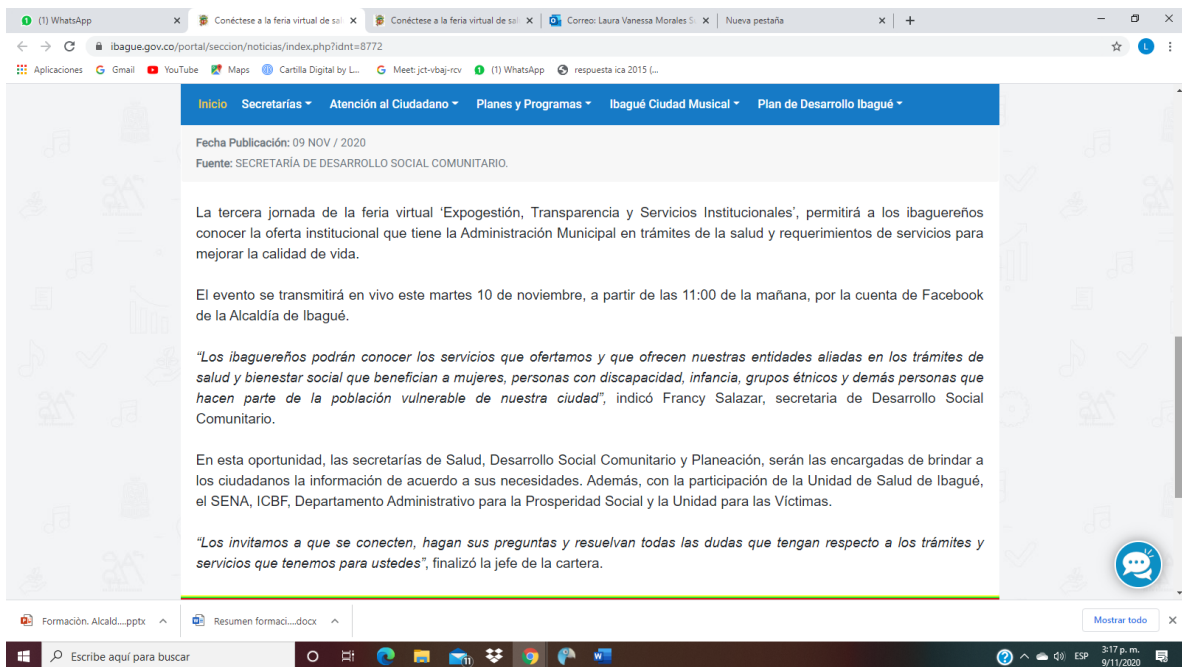 (1) WhatsApp
Conéctese a la feria virtual de sal
Conéctese a la feria virtual de sal
Correo: Laura Vanessa Morales S
Nueva pestaña
ibague.gov.co/portal/seccion/noticias/index.php?idnt=8772
L
Aplicaciones
Gmail
YouTube
Maps
Cartilla Digital by L...
Meet: jct-vbaj-rcv
(1) WhatsApp
respuesta ica 2015 (...
Inicio Secretarías Atención al Ciudadano Planes y Programas Ibagué Ciudad Musical Plan de Desarrollo Ibagué
Fecha Publicación: 09 NOV / 2020
Fuente: SECRETARÍA DE DESARROLLO SOCIAL COMUNITARIO.
La tercera jornada de la feria virtual ‘Expogestión, Transparencia y Servicios Institucionales’, permitirá a los ibaguereños
conocer la oferta institucional que tiene la Administración Municipal en trámites de la salud y requerimientos de servicios para
mejorar la calidad de vida.
El evento se transmitirá en vivo este martes 10 de noviembre, a partir de las 11:00 de la mañana, por la cuenta de Facebook
de la Alcaldía de Ibagué.
“Los ibaguereños podrán conocer los servicios que ofertamos y que ofrecen nuestras entidades aliadas en los trámites de
salud y bienestar social que benefician a mujeres, personas con discapacidad, infancia, grupos étnicos y demás personas que
hacen parte de la población vulnerable de nuestra ciudad”, indicó Francy Salazar, secretaria de Desarrollo Social
Comunitario.
En esta oportunidad, las secretarías de Salud, Desarrollo Social Comunitario y Planeación, serán las encargadas de brindar a
los ciudadanos la información de acuerdo a sus necesidades. Además, con la participación de la Unidad de Salud de Ibagué,
el SENA, ICBF, Departamento Administrativo para la Prosperidad Social y la Unidad para las Víctimas.
“Los invitamos a que se conecten, hagan sus preguntas y resuelvan todas las dudas que tengan respecto a los trámites y
servicios que tenemos para ustedes”, finalizó la jefe de la cartera.
Formaciòn. Alcald....pptx
Resumen formaci....docx
Mostrar todo
Escribe aquí para buscar
ESP
3:17 p. m.
9/11/2020